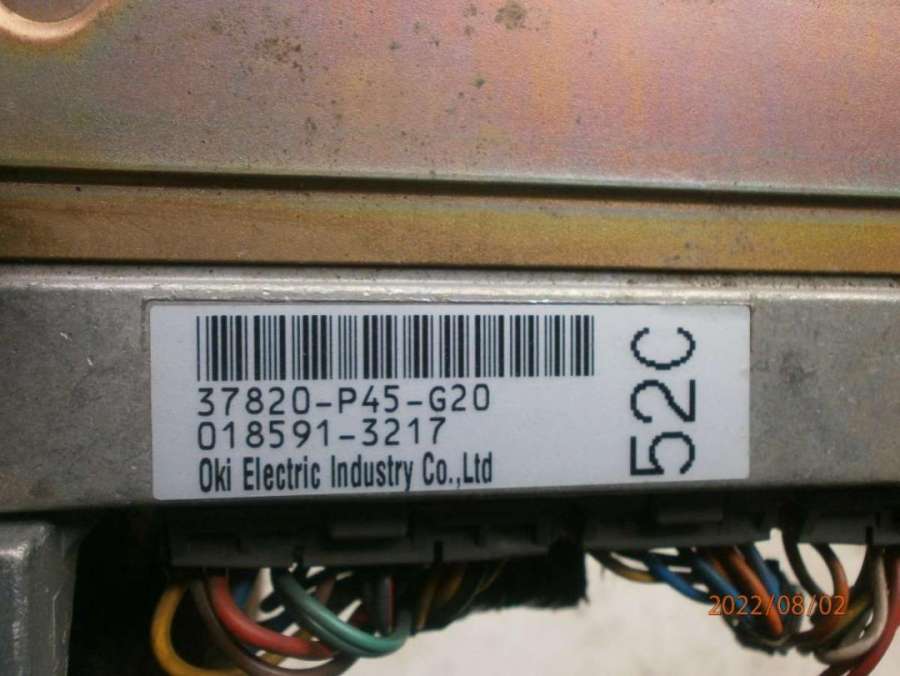 37820-P45-G20
018591-3217
Oki Electric Industry Co.,Ltd
52C
2022/08/02